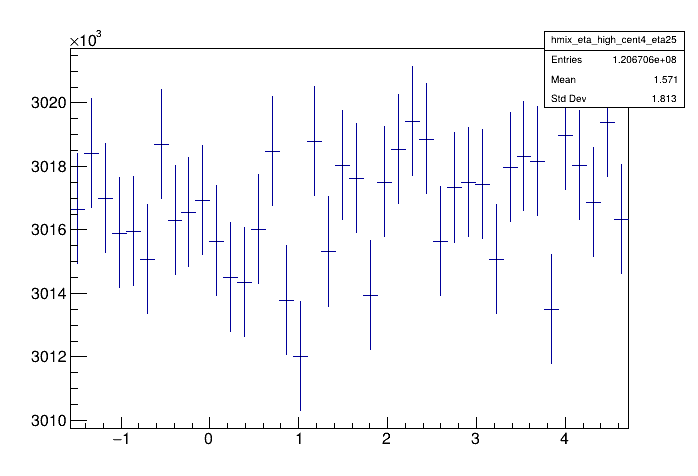 ×10³
hmix_eta_high_cent4_eta25
Entries 1.206706e+08
Mean 1.571
Std Dev 1.813
3020
3018
3016
3014
3012
3010
−1 0 1 2 3 4